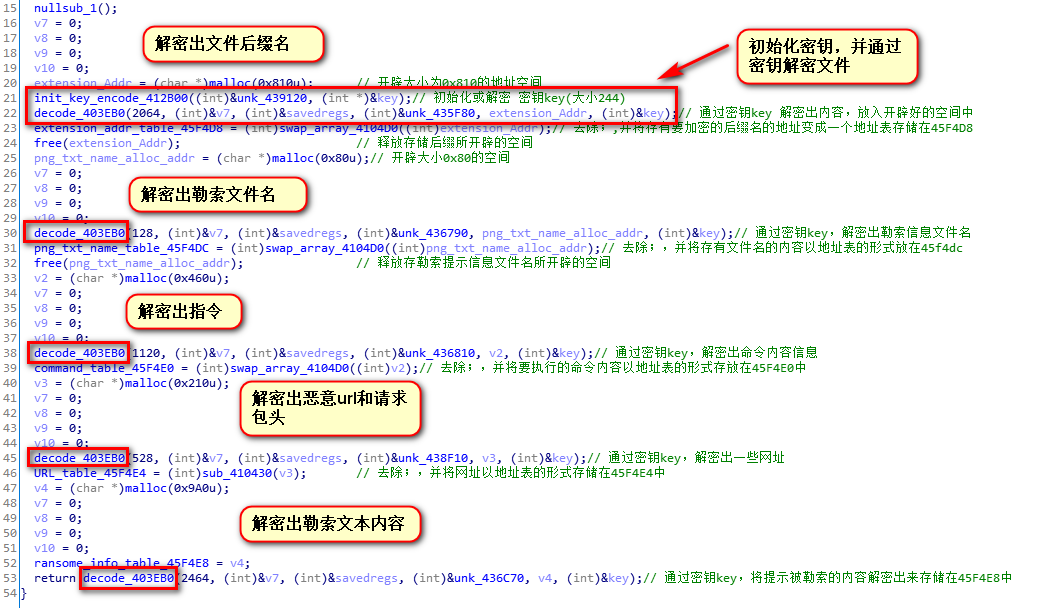 15 nullsub_1();
16 v7 = 0;
17 v8 = 0;
18 v9 = 0;
19 v10 = 0;
解密出文件后缀名
初始化密钥，并通过
密钥解密文件
20 extension_Addr = (char *)malloc(0x810u); // 开辟大小为0x810的地址空间
21 init_key_encode_412B00((int)&unk_439120, (int *)&key);// 初始化或解密 密钥key(大小244)
22 decode_403EB0(2064, (int)&v7, (int)&savedregs, (int)&unk_435F80, extension_Addr, (int)&key);// 通过密钥key 解密出内容，放入开辟好的空间中
23 extension_addr_table_45F4D8 = (int)swap_array_4104D0((int)extension_Addr);// 去除；,并将存有要加密的后缀名的地址变成一个地址表存储在45F4D8
24 free(extension_Addr); // 释放存储后缀所开辟的空间
25 png_txt_name_alloc_addr = (char *)malloc(0x80u);// 开辟大小0x80的空间
26 v7 = 0;
27 v8 = 0;
28 v9 = 0;
29 v10 = 0;
解密出勒索文件名
30 decode_403EB0(128, (int)&v7, (int)&savedregs, (int)&unk_436790, png_txt_name_alloc_addr, (int)&key);// 通过密钥key，解密出勒索信息文件名
31 png_txt_name_table_45F4DC = (int)swap_array_4104D0((int)png_txt_name_alloc_addr);// 去除；，并将存有文件名的内容以地址表的形式放在45f4dc
32 free(png_txt_name_alloc_addr); // 释放存勒索提示信息文件名所开辟的空间
33 v2 = (char *)malloc(0x460u);
34 v7 = 0;
35 v8 = 0;
36 v9 = 0;
37 v10 = 0;
解密出指令
38 decode_403EB0(1120, (int)&v7, (int)&savedregs, (int)&unk_436810, v2, (int)&key);// 通过密钥key，解密出命令内容信息
39 command_table_45F4E0 = (int)swap_array_4104D0((int)v2);// 去除；，并将要执行的命令内容以地址表的形式存放在45F4E0中
40 v3 = (char *)malloc(0x210u);
41 v7 = 0;
42 v8 = 0;
43 v9 = 0;
44 v10 = 0;
解密出恶意url和请求
包头
45 decode_403EB0(528, (int)&v7, (int)&savedregs, (int)&unk_438F10, v3, (int)&key);// 通过密钥key，解密出一些网址
46 URL_table_45F4E4 = (int)sub_410430(v3); // 去除；，并将网址以地址表的形式存储在45F4E4中
47 v4 = (char *)malloc(0x9A0u);
48 v7 = 0;
49 v8 = 0;
50 v9 = 0;
51 v10 = 0;
解密出勒索文本内容
52 ransome_info_table_45F4E8 = v4;
53 return decode_403EB0(2464, (int)&v7, (int)&savedregs, (int)&unk_436C70, v4, (int)&key);// 通过密钥key，将提示被勒索的内容解密出来存储在45F4E8中
54 }